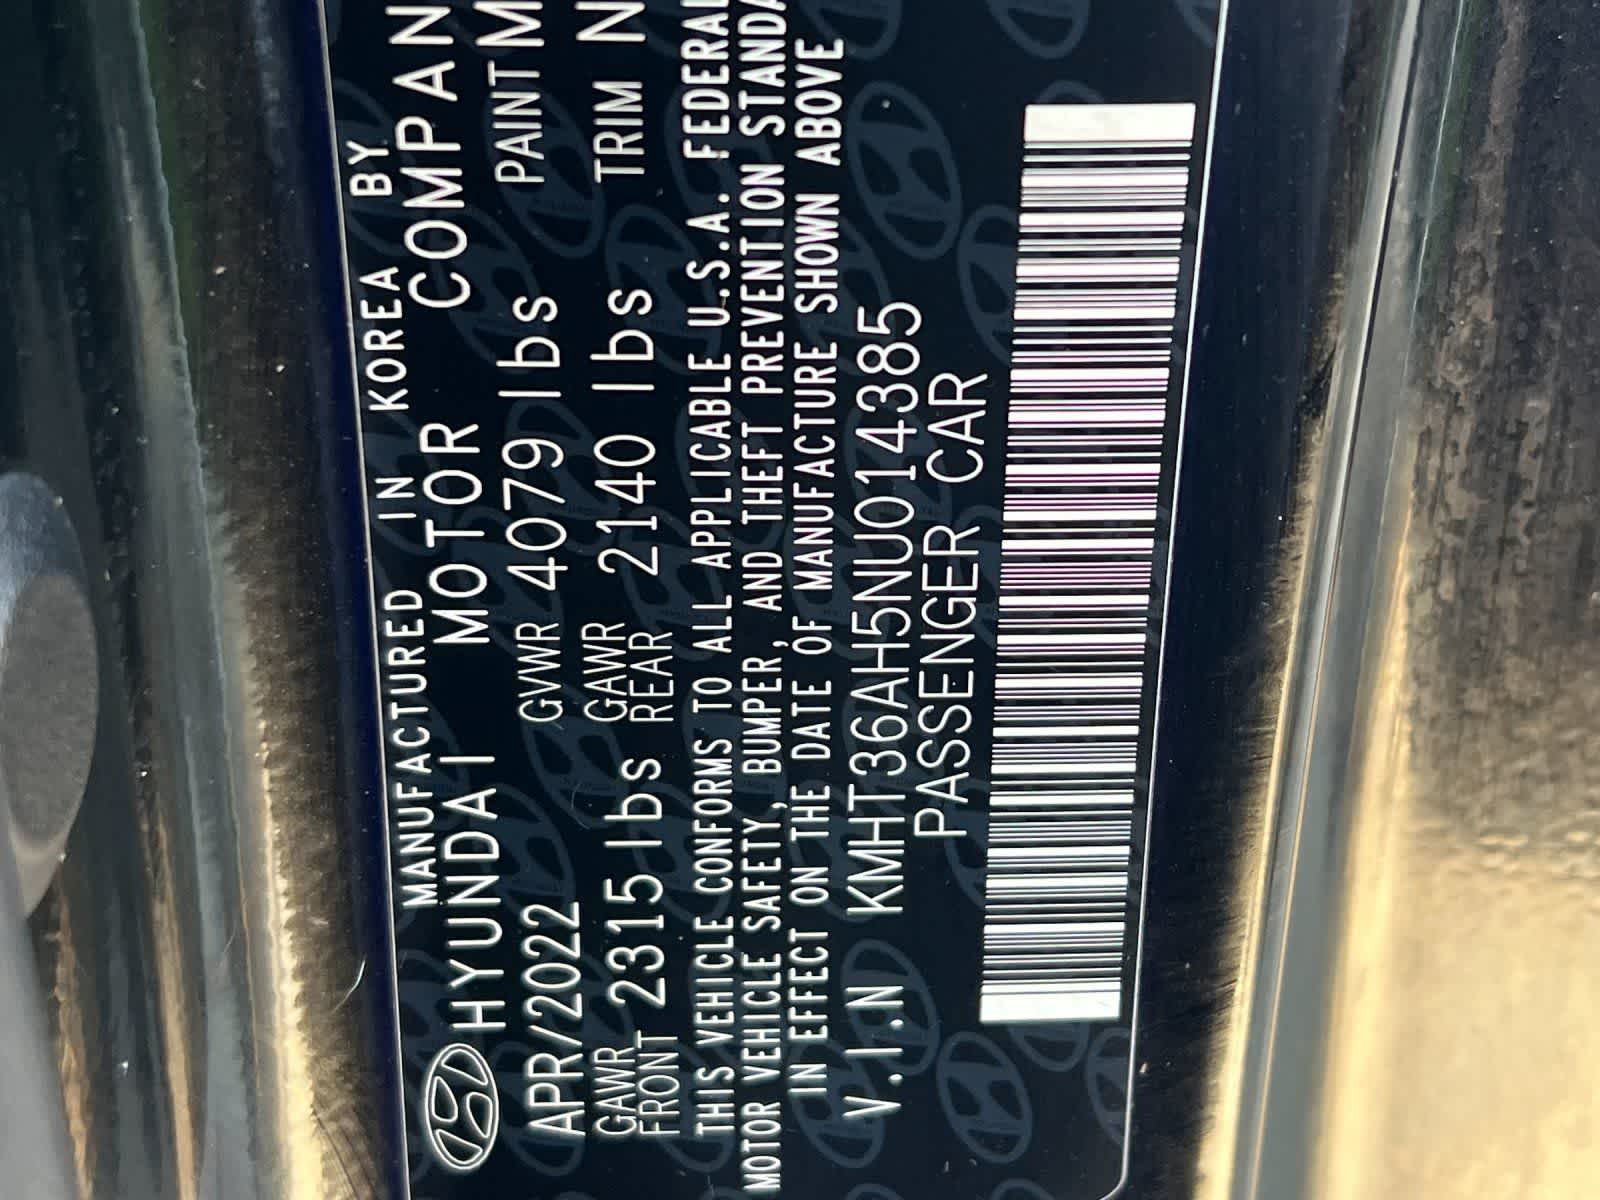 MANUFACTURED IN KOREA BY
HYUNDAI MOTOR COMPAN
APR/2022 GVWR 4079 lbs PAINT M
GAWR FRONT 2315 lbs GAWR REAR 2140 lbs TRIM N
THIS VEHICLE CONFORMS TO ALL APPLICABLE U.S.A. FEDERAL
MOTOR VEHICLE SAFETY, BUMPER, AND THEFT PREVENTION STANDA
IN EFFECT ON THE DATE OF MANUFACTURE SHOWN ABOVE
V.I.N KMHT36AH5NU014385
PASSENGER CAR